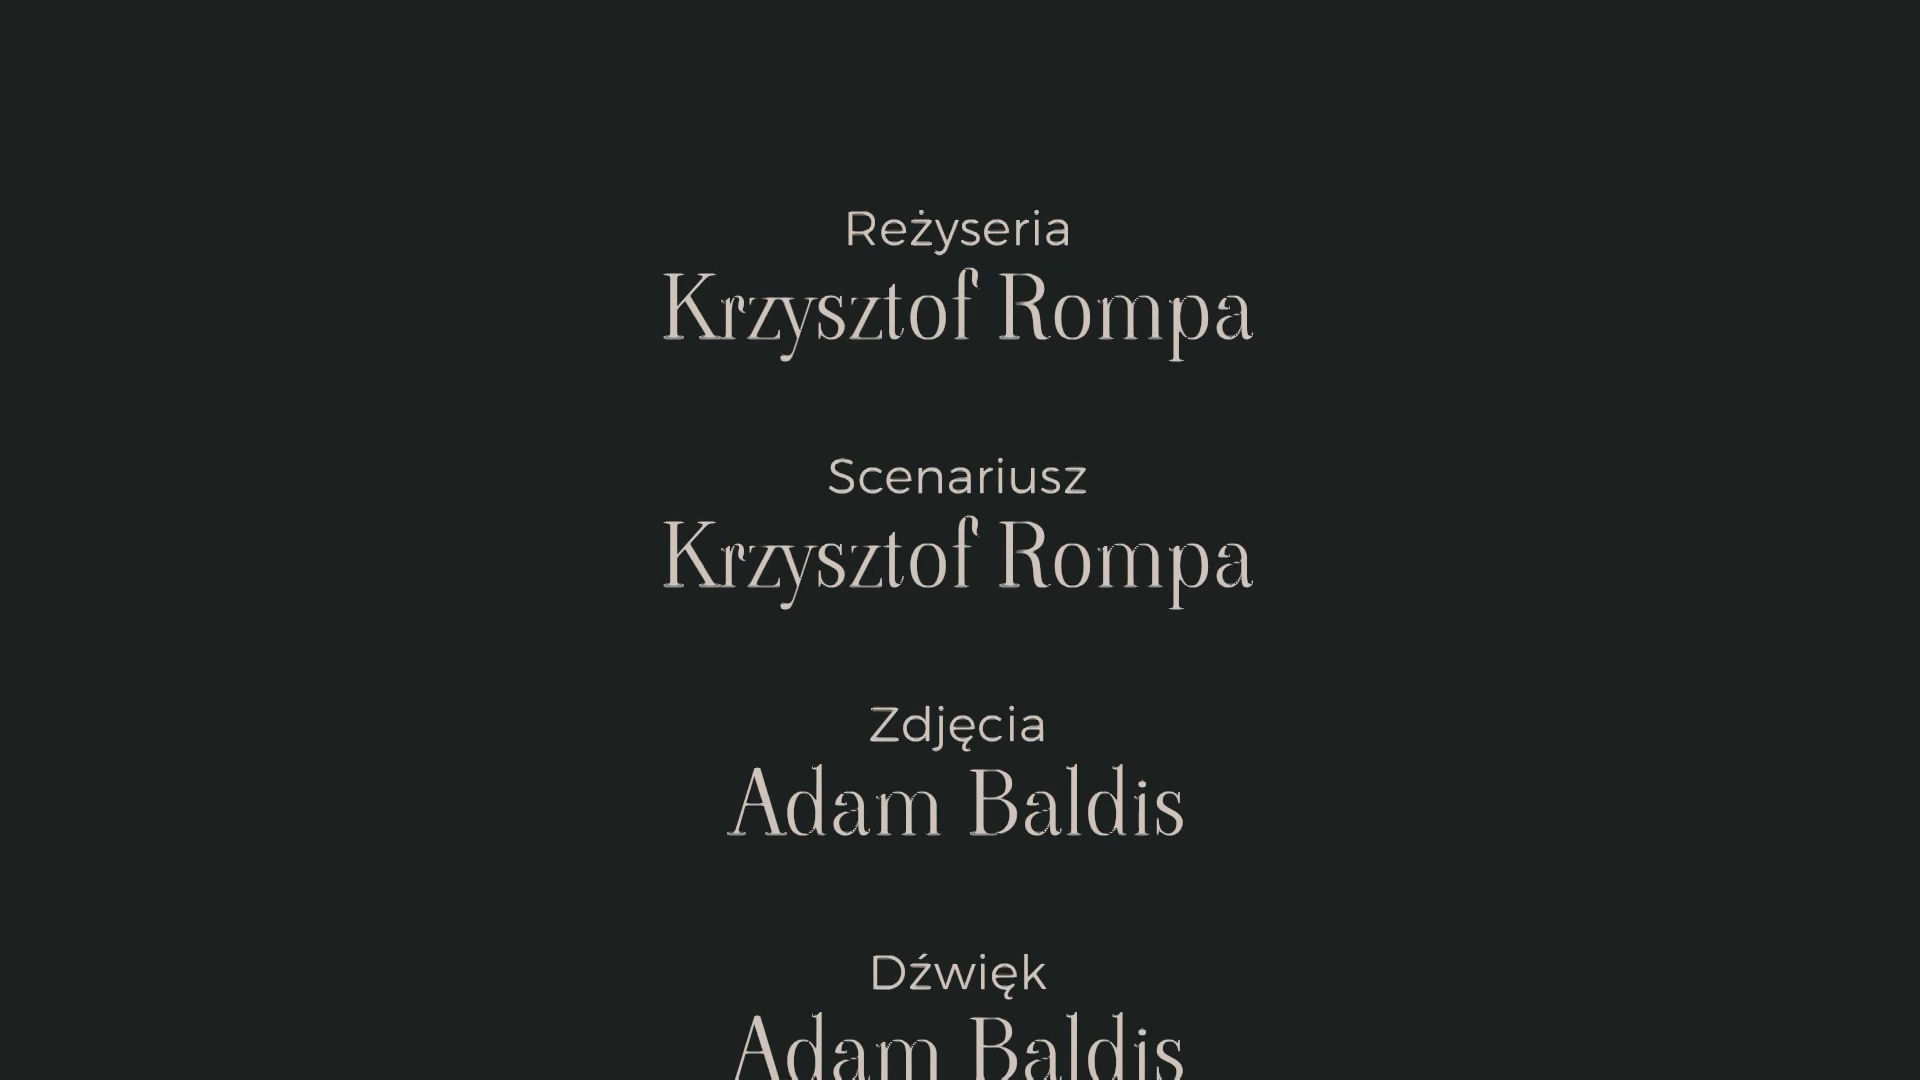 Reżyseria
Krzysztof Rompa
Scenariusz
Krzysztof Rompa
Zdjęcia
Adam Baldis
Dźwięk
Adam Baldis